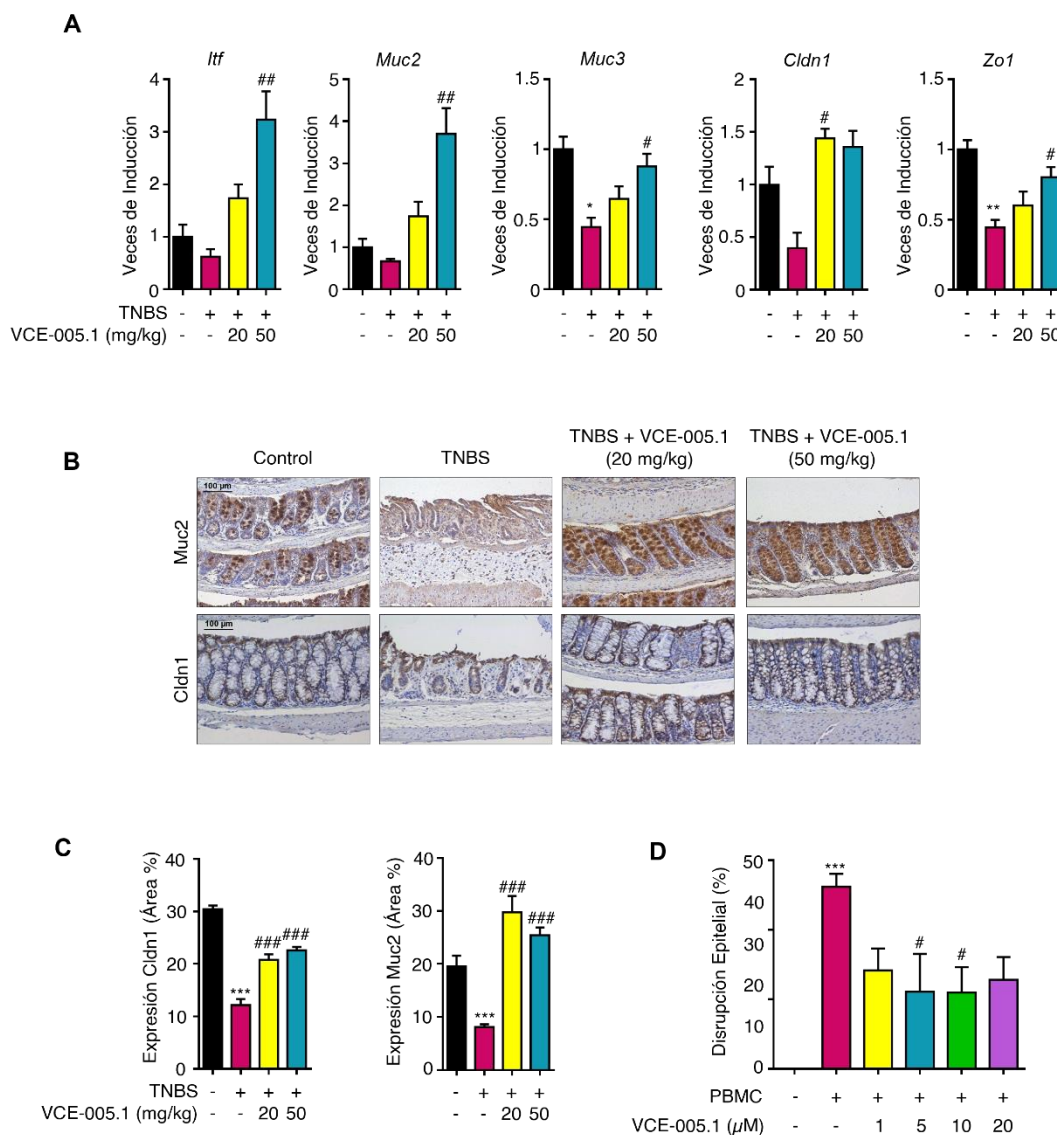 A
Itf
Muc2
Muc3
Cldn1
Zo1
Veces de Inducción
4
3
2
1
0
Veces de Inducción
5
4
3
2
1
0
Veces de Inducción
1.5
1
0.5
0
Veces de Inducción
2
1.5
1
0.5
0
Veces de Inducción
1.5
1
0.5
0
##
##
*
#
#
**
#
TNBS
- + + +
- + + +
- + + +
- + + +
- + + +
VCE-005.1 (mg/kg)
- - 20 50
- - 20 50
- - 20 50
- - 20 50
- - 20 50
B
Control
TNBS
TNBS + VCE-005.1
(20 mg/kg)
TNBS + VCE-005.1
(50 mg/kg)
Muc2
100 µm
Cldn1
100 µm
C
Expresión Cldn1 (Área %)
40
30
20
10
0
***
###
###
TNBS - + + +
VCE-005.1 (mg/kg) - - 20 50
Expresión Muc2 (Área %)
40
30
20
10
0
***
###
###
- + + +
- - 20 50
D
Disrupción Epitelial (%)
50
40
30
20
10
0
***
#
#
PBMC - + + + + +
VCE-005.1 (µM) - - 1 5 10 20